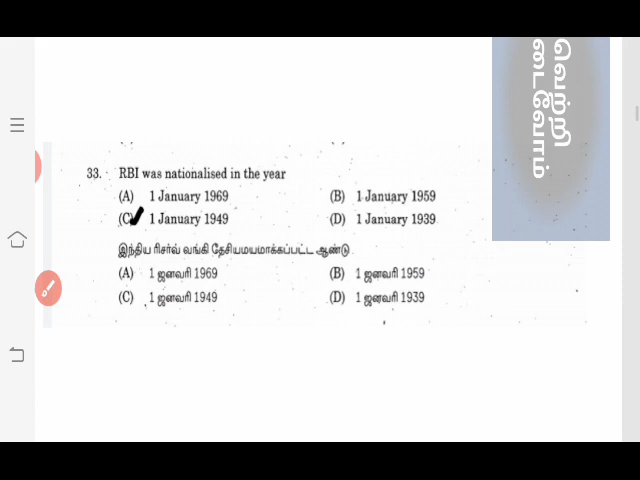 வெற்றி
டைவோம்
33. RBI was nationalised in the year
(A) 1 January 1969 (B) 1 January 1959
(C) 1 January 1949 (D) 1 January 1939
இந்திய ரிசர்வ் வங்கி தேசியமயமாக்கப்பட்ட ஆண்டு
(A) 1 ஜனவரி 1969 (B) 1 ஜனவரி 1959
(C) 1 ஜனவரி 1949 (D) 1 ஜனவரி 1939